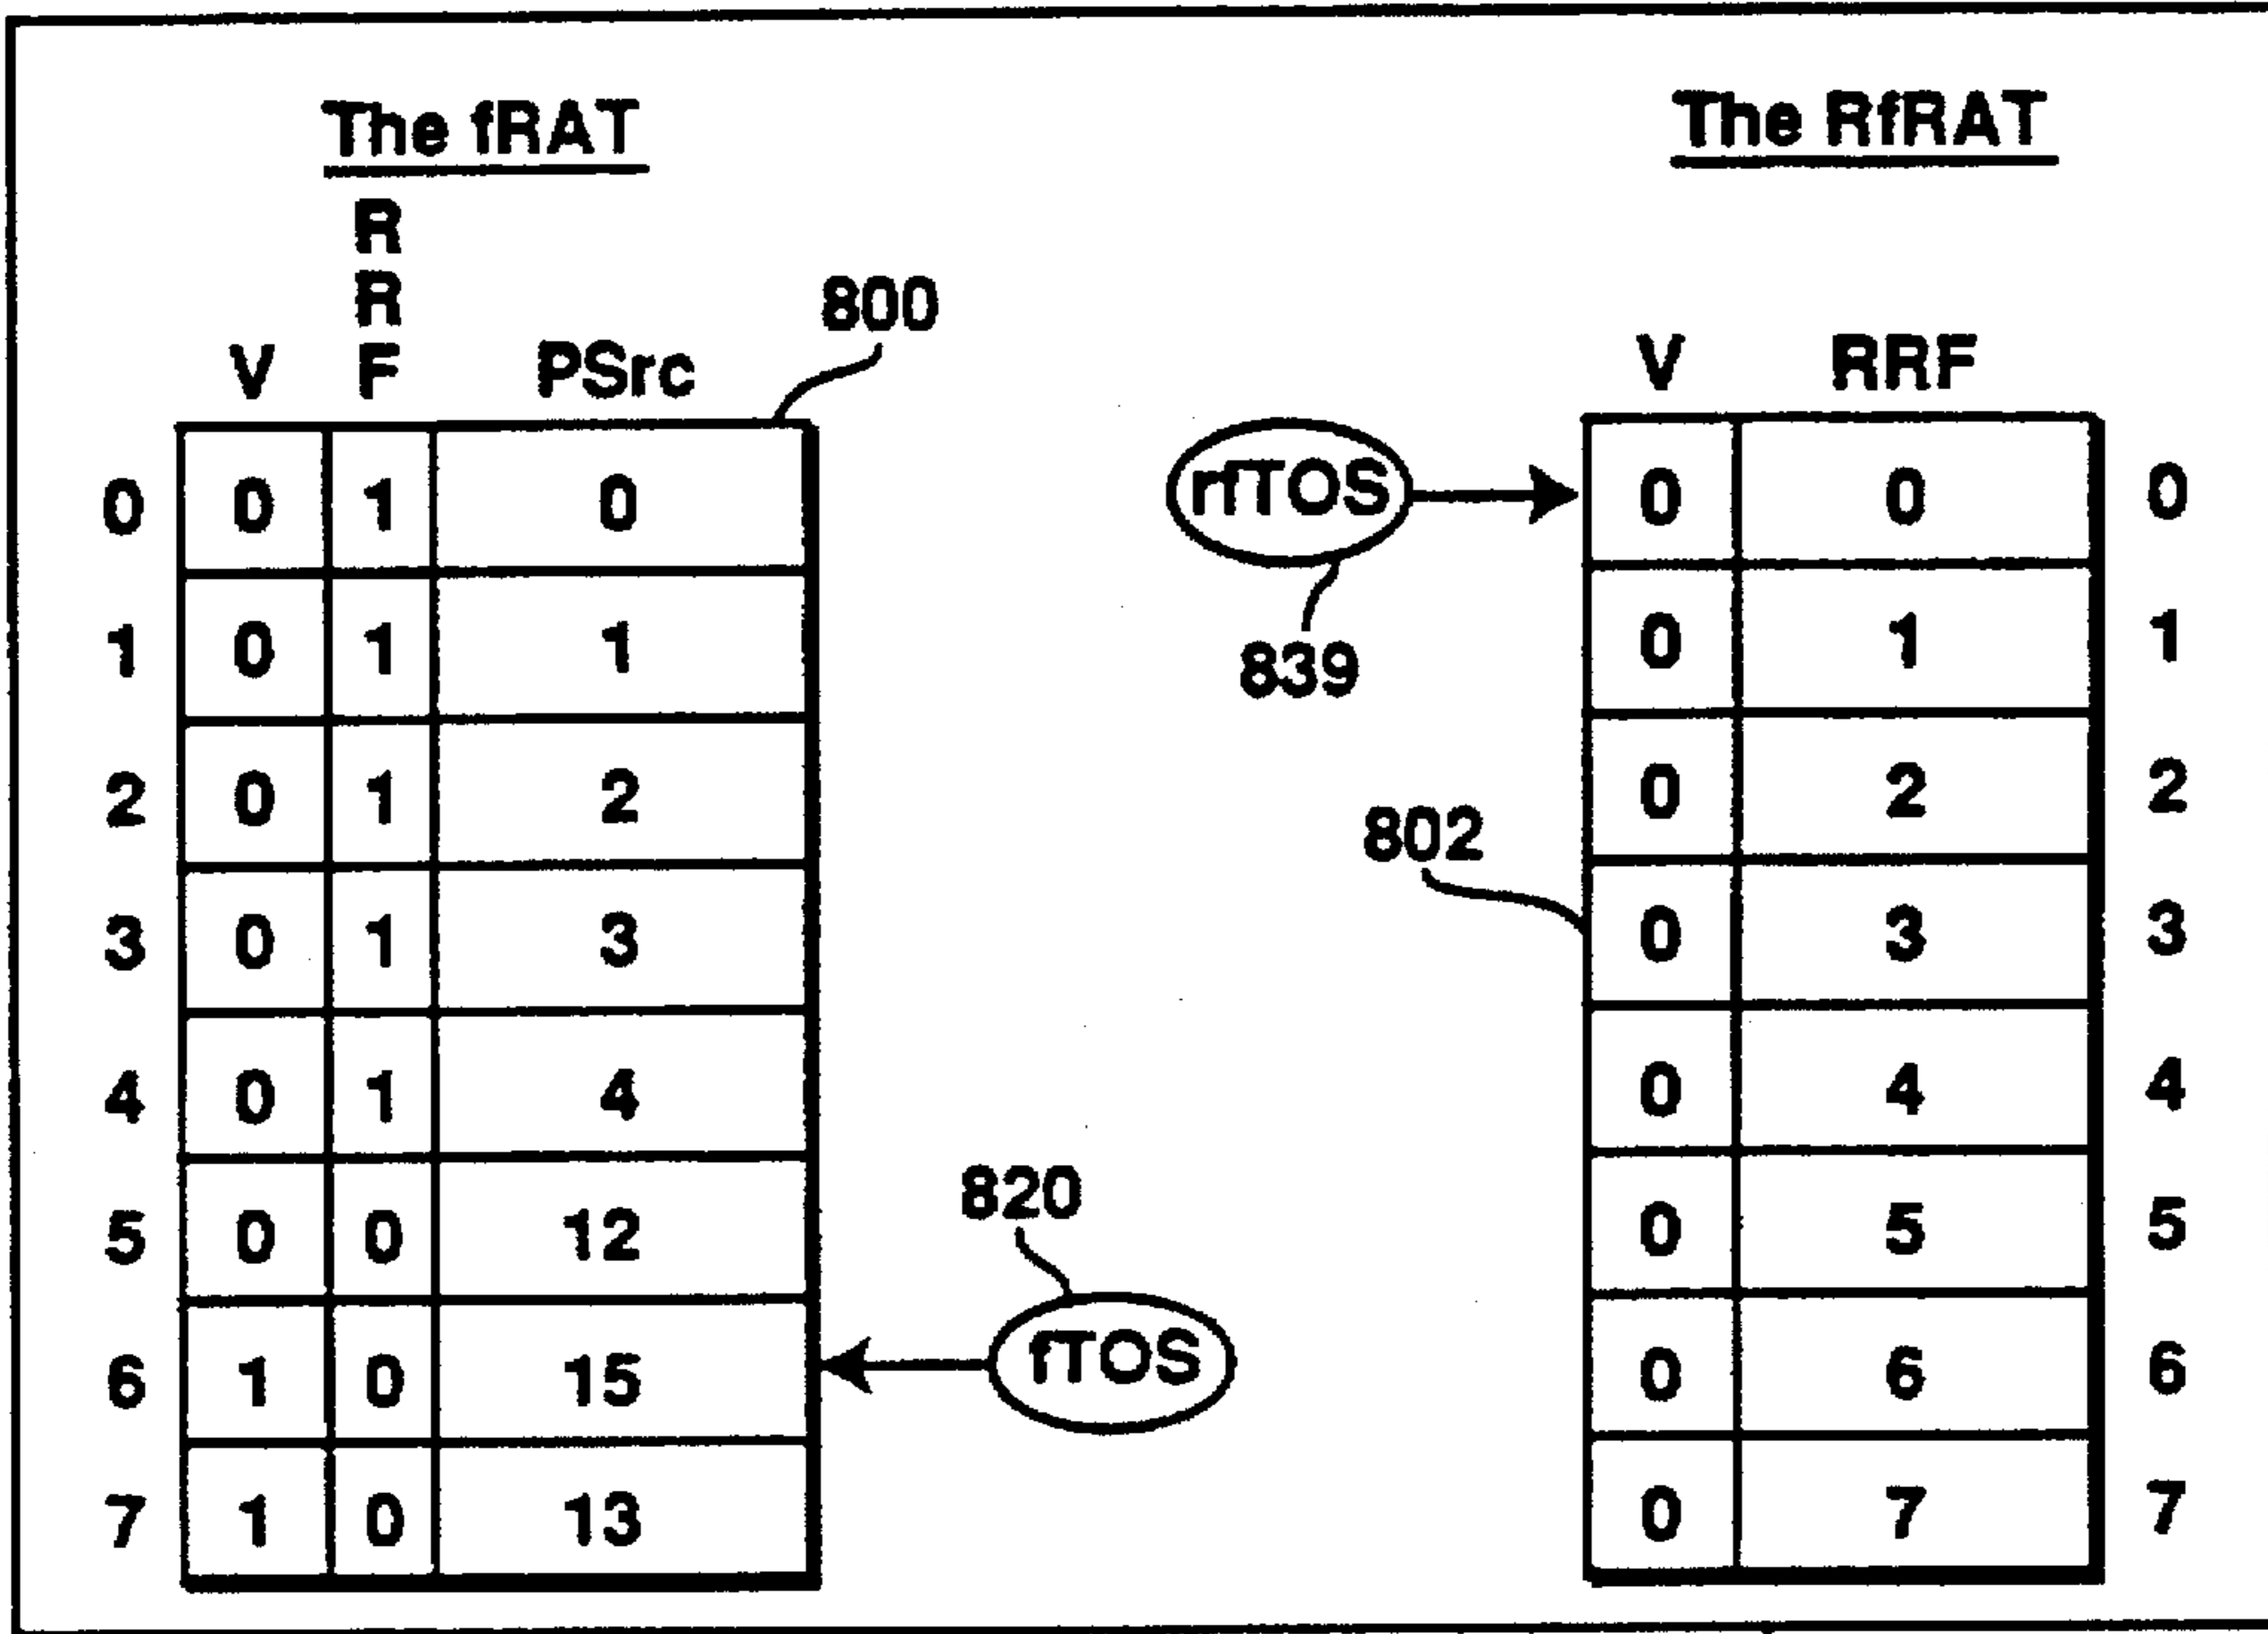 The fRAT
The RfRAT
R
R
V F PSrc
800
V RRF
0 0 1 0
rfTOS
0 0 0
1 0 1 1
839
0 1 1
2 0 1 2
802
0 2 2
3 0 1 3
0 3 3
4 0 1 4
0 4 4
5 0 0 12
820
0 5 5
6 1 0 15
fTOS
0 6 6
7 1 0 13
0 7 7